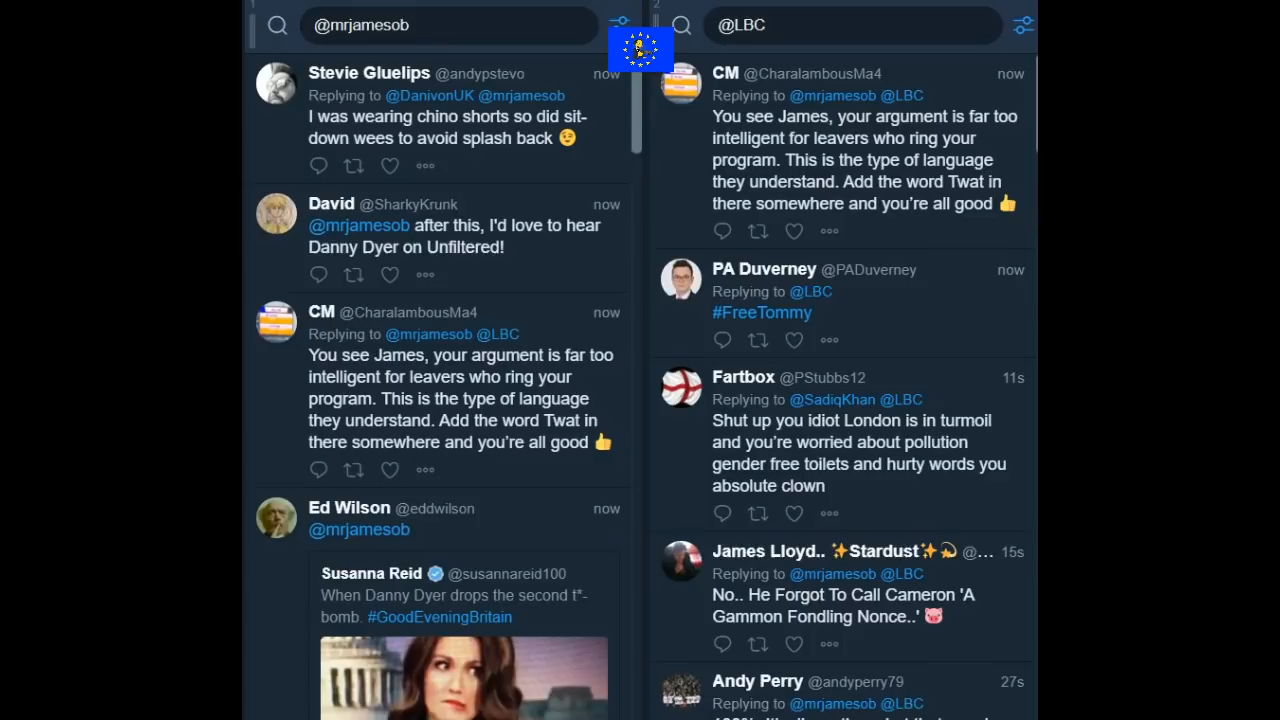 1
@mrjamesob
Stevie Gluelips @andypstevo now
Replying to @DanivonUK @mrjamesob
I was wearing chino shorts so did sit-
down wees to avoid splash back 😉
David @SharkyKrunk now
@mrjamesob after this, I'd love to hear
Danny Dyer on Unfiltered!
CM @CharalambousMa4 now
Replying to @mrjamesob @LBC
You see James, your argument is far too
intelligent for leavers who ring your
program. This is the type of language
they understand. Add the word Twat in
there somewhere and you're all good 👍
Ed Wilson @eddwilson now
@mrjamesob
Susanna Reid @susannareid100
When Danny Dyer drops the second t*-
bomb. #GoodEveningBritain
2
@LBC
CM @CharalambousMa4 now
Replying to @mrjamesob @LBC
You see James, your argument is far too
intelligent for leavers who ring your
program. This is the type of language
they understand. Add the word Twat in
there somewhere and you're all good 👍
PA Duverney @PADuverney now
Replying to @LBC
#FreeTommy
Fartbox @PStubbs12 11s
Replying to @SadiqKhan @LBC
Shut up you idiot London is in turmoil
and you're worried about pollution
gender free toilets and hurty words you
absolute clown
James Lloyd.. ✨Stardust✨💫 @... 15s
Replying to @mrjamesob @LBC
No.. He Forgot To Call Cameron 'A
Gammon Fondling Nonce..' 🐷
Andy Perry @andyperry79 27s
Replying to @mrjamesob @LBC